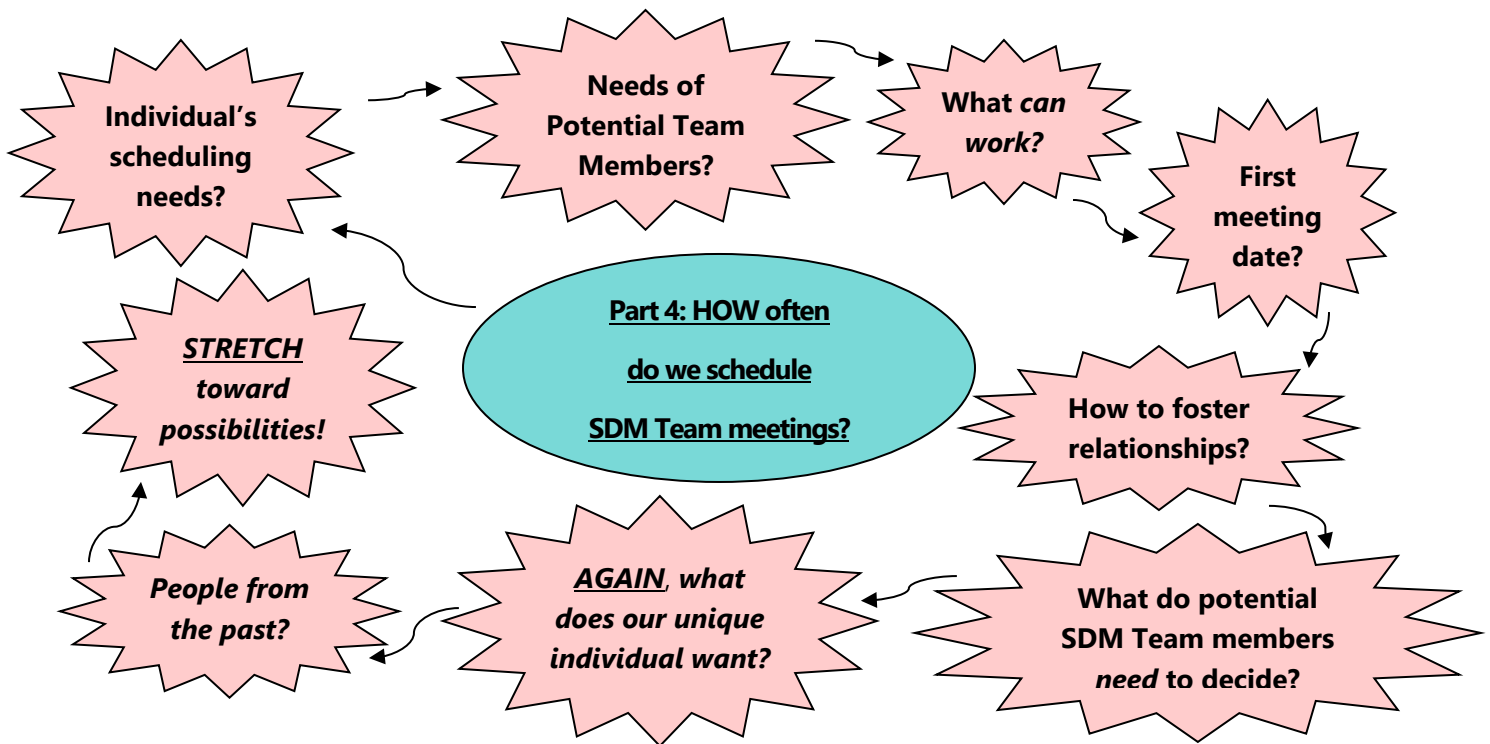 Individual’s
scheduling
needs?
Needs of
Potential Team
Members?
What can
work?
First
meeting
date?
Part 4: HOW often
do we schedule
SDM Team meetings?
How to foster
relationships?
What do potential
SDM Team members
need to decide?
AGAIN, what
does our unique
individual want?
People from
the past?
STRETCH
toward
possibilities!